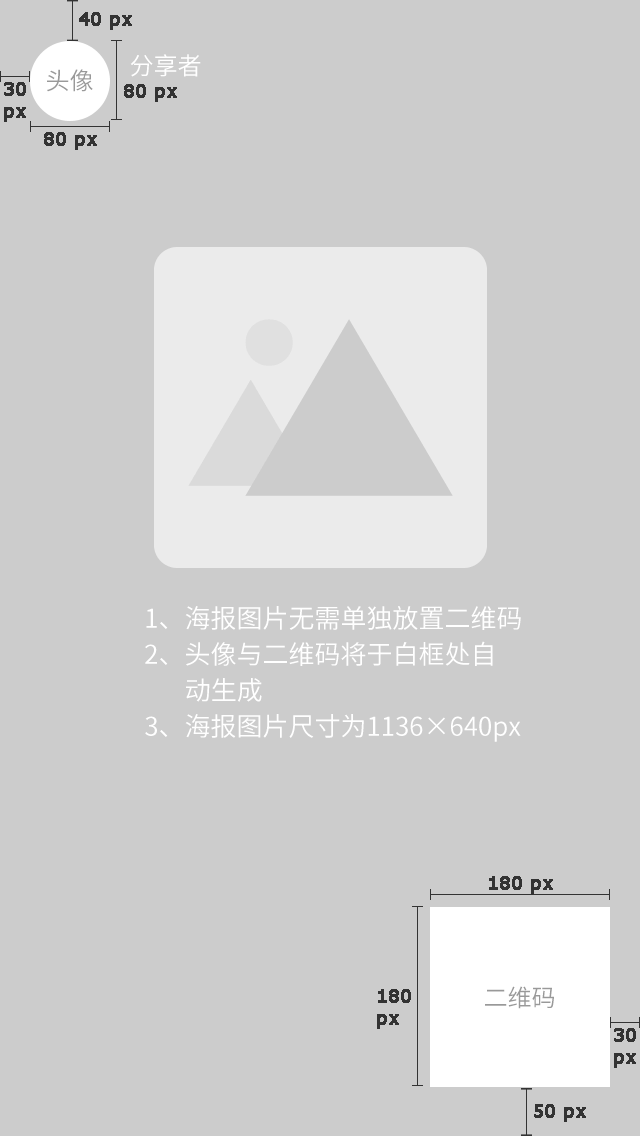 40 px
头像
分享者
30
px
80 px
80 px
1、海报图片无需单独放置二维码
2、头像与二维码将于白框处自
动生成
3、海报图片尺寸为1136×640px
180 px
180
px
二维码
30
px
50 px